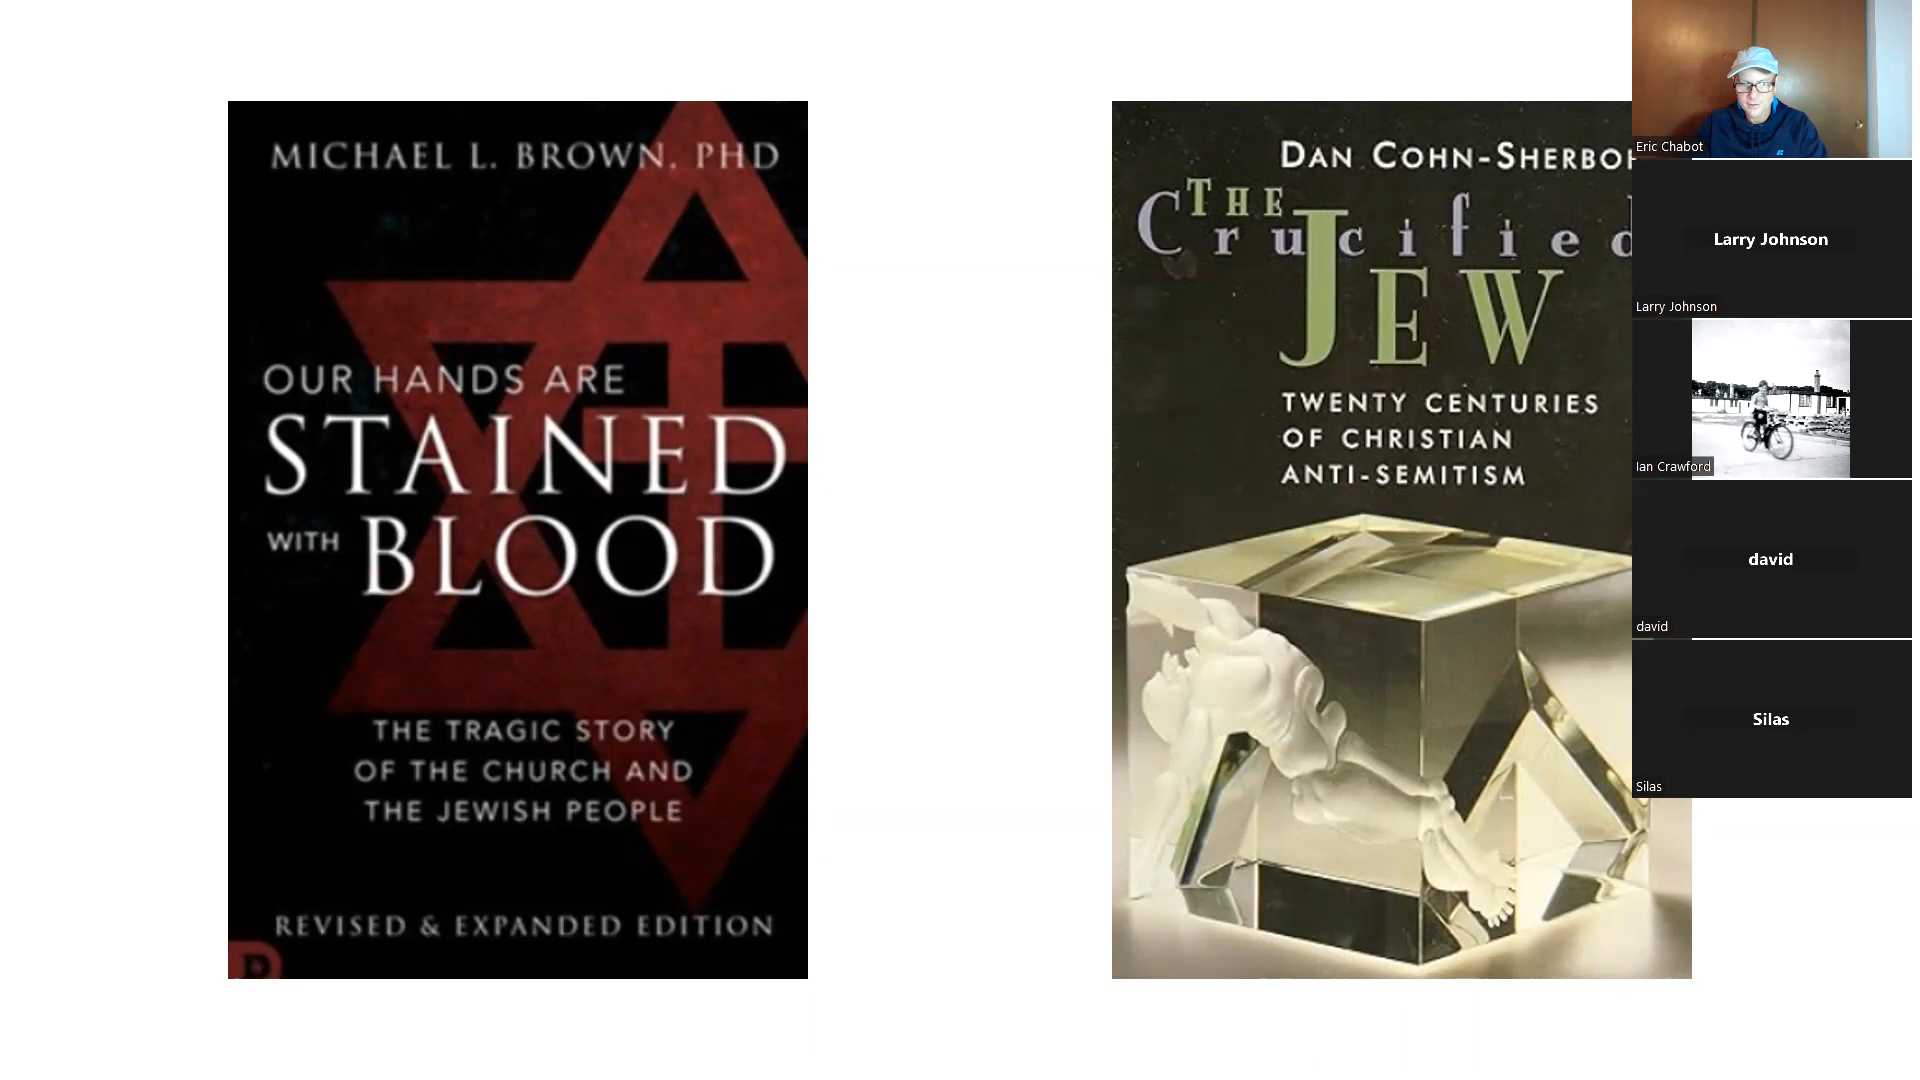 MICHAEL L. BROWN, PHD
OUR HANDS ARE
STAINED
WITH BLOOD
THE TRAGIC STORY
OF THE CHURCH AND
THE JEWISH PEOPLE
REVISED & EXPANDED EDITION
D
DAN COHN-SHERBO
THE
Crucified
JEW
TWENTY CENTURIES
OF CHRISTIAN
ANTI-SEMITISM
Eric Chabot
Larry Johnson
Larry Johnson
Ian Crawford
david
david
Silas
Silas